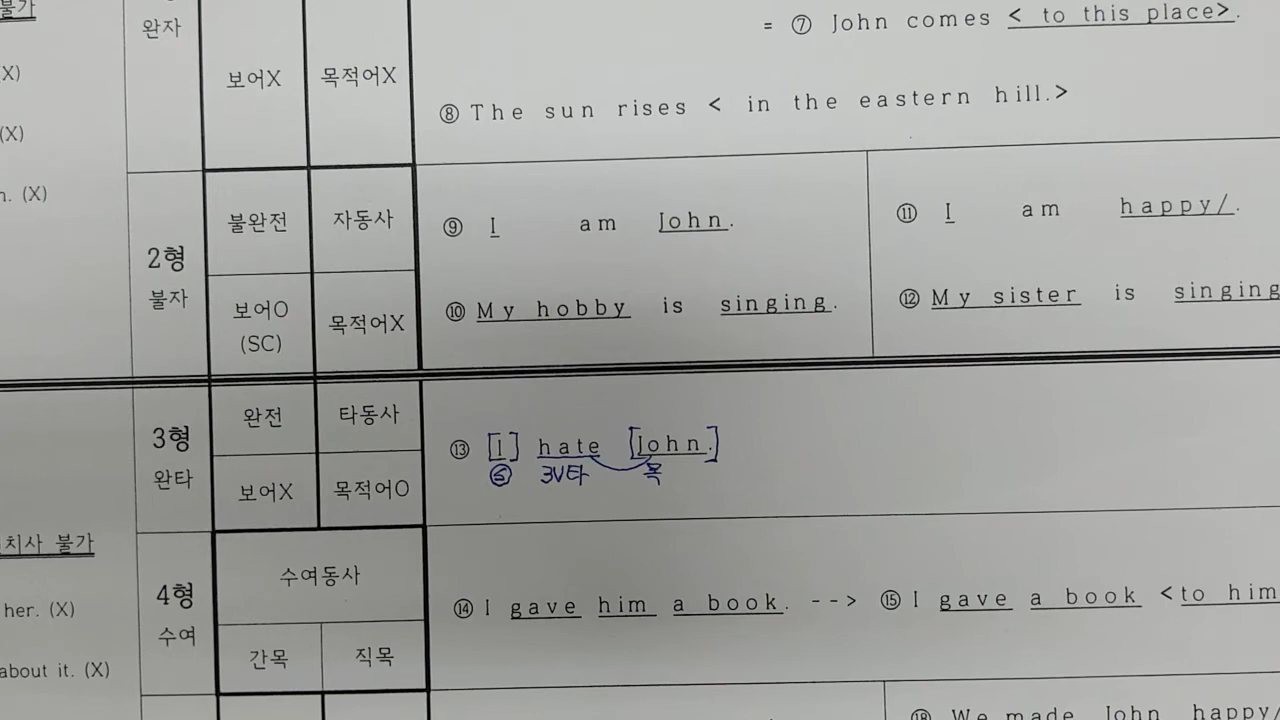 불가
완자
= ⑦ John comes < to this place>.
(X)
보어X 목적어X
⑧ The sun rises < in the eastern hill.>
(X)
n. (X)
2형
불자
불완전 자동사
보어O
(SC)
목적어X
⑨ I am John.
⑪ I am happy/.
⑩ My hobby is singing.
⑫ My sister is singing
3형
완타
완전 타동사
보어X 목적어O
⑬ [I] hate [John.]
Ⓢ 3V타 목
치사 불가
her. (X)
about it. (X)
4형
수여
수여동사
간목 직목
⑭ I gave him a book. --> ⑮ I gave a book <to him
⑱ We made John happy/